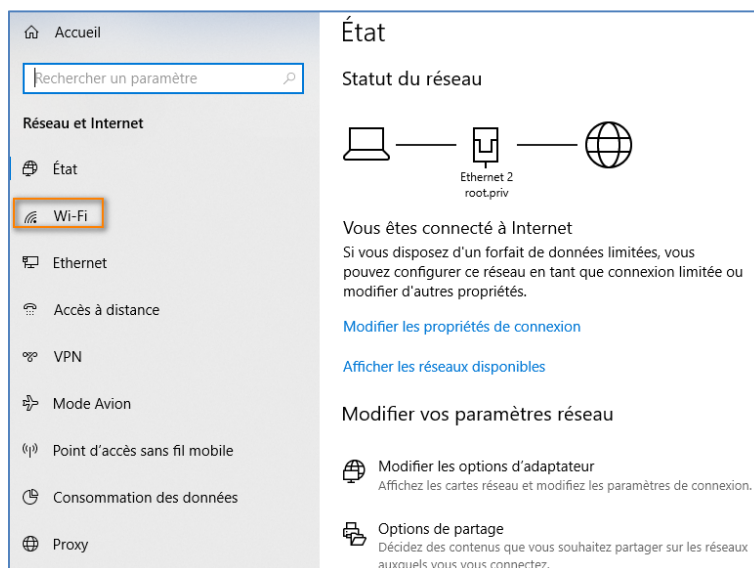 Accueil
Rechercher un paramètre
Réseau et Internet
État
Wi-Fi
Ethernet
Accès à distance
VPN
Mode Avion
Point d'accès sans fil mobile
Consommation des données
Proxy
État
Statut du réseau
Ethernet 2
root.priv
Vous êtes connecté à Internet
Si vous disposez d'un forfait de données limitées, vous
pouvez configurer ce réseau en tant que connexion limitée ou
modifier d'autres propriétés.
Modifier les propriétés de connexion
Afficher les réseaux disponibles
Modifier vos paramètres réseau
Modifier les options d'adaptateur
Affichez les cartes réseau et modifiez les paramètres de connexion.
Options de partage
Décidez des contenus que vous souhaitez partager sur les réseaux
auxquels vous vous connectez.